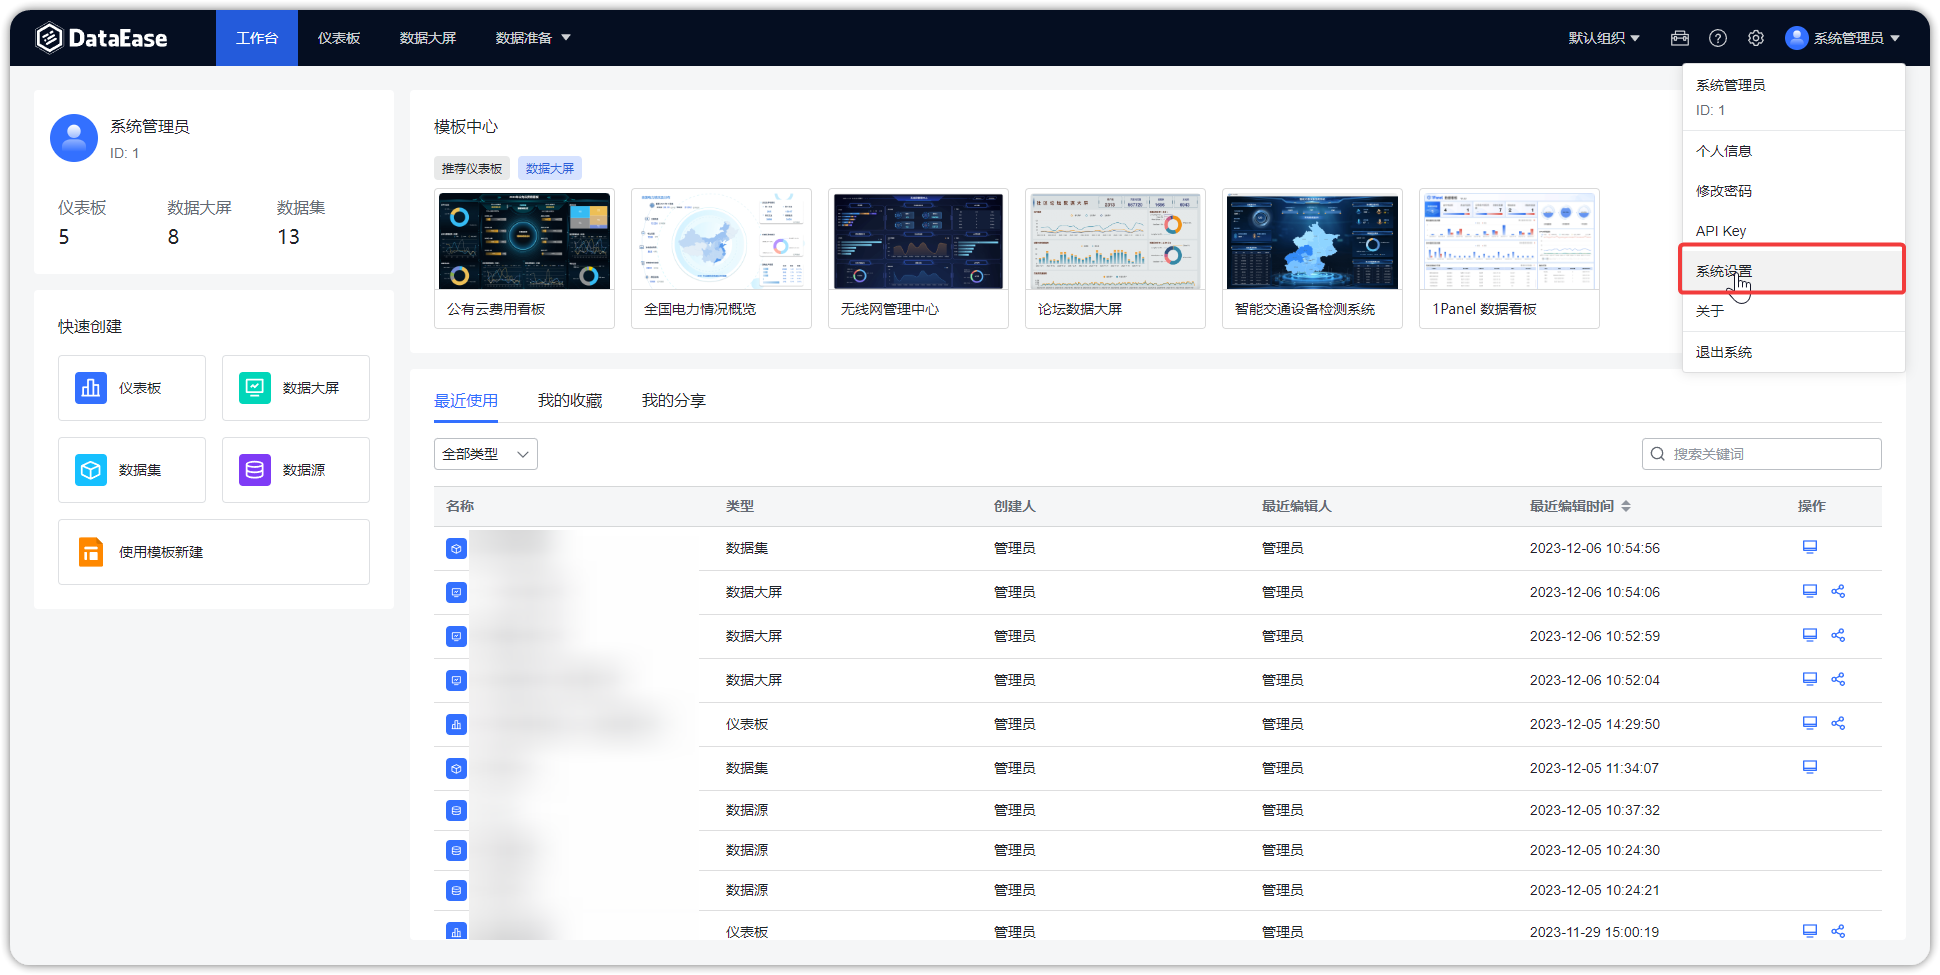 DataEase 工作台 仪表板 数据大屏 数据准备 默认组织 系统管理员
系统管理员
ID: 1
仪表板 数据大屏 数据集
5 8 13
快速创建
仪表板 数据大屏
数据集 数据源
使用模板新建
模板中心
推荐仪表板 数据大屏
公有云费用看板 全国电力情况概览 无线网管理中心 论坛数据大屏 智能交通设备检测系统 1Panel 数据看板
系统管理员
ID: 1
个人信息
修改密码
API Key
系统设置
关于
退出系统
最近使用 我的收藏 我的分享
全部类型 搜索关键词
名称 类型 创建人 最近编辑人 最近编辑时间 操作
数据集 管理员 管理员 2023-12-06 10:54:56
数据大屏 管理员 管理员 2023-12-06 10:54:06
数据大屏 管理员 管理员 2023-12-06 10:52:59
数据大屏 管理员 管理员 2023-12-06 10:52:04
仪表板 管理员 管理员 2023-12-05 14:29:50
数据集 管理员 管理员 2023-12-05 11:34:07
数据源 管理员 管理员 2023-12-05 10:37:32
数据源 管理员 管理员 2023-12-05 10:24:30
数据源 管理员 管理员 2023-12-05 10:24:21
仪表板 管理员 管理员 2023-11-29 15:00:19